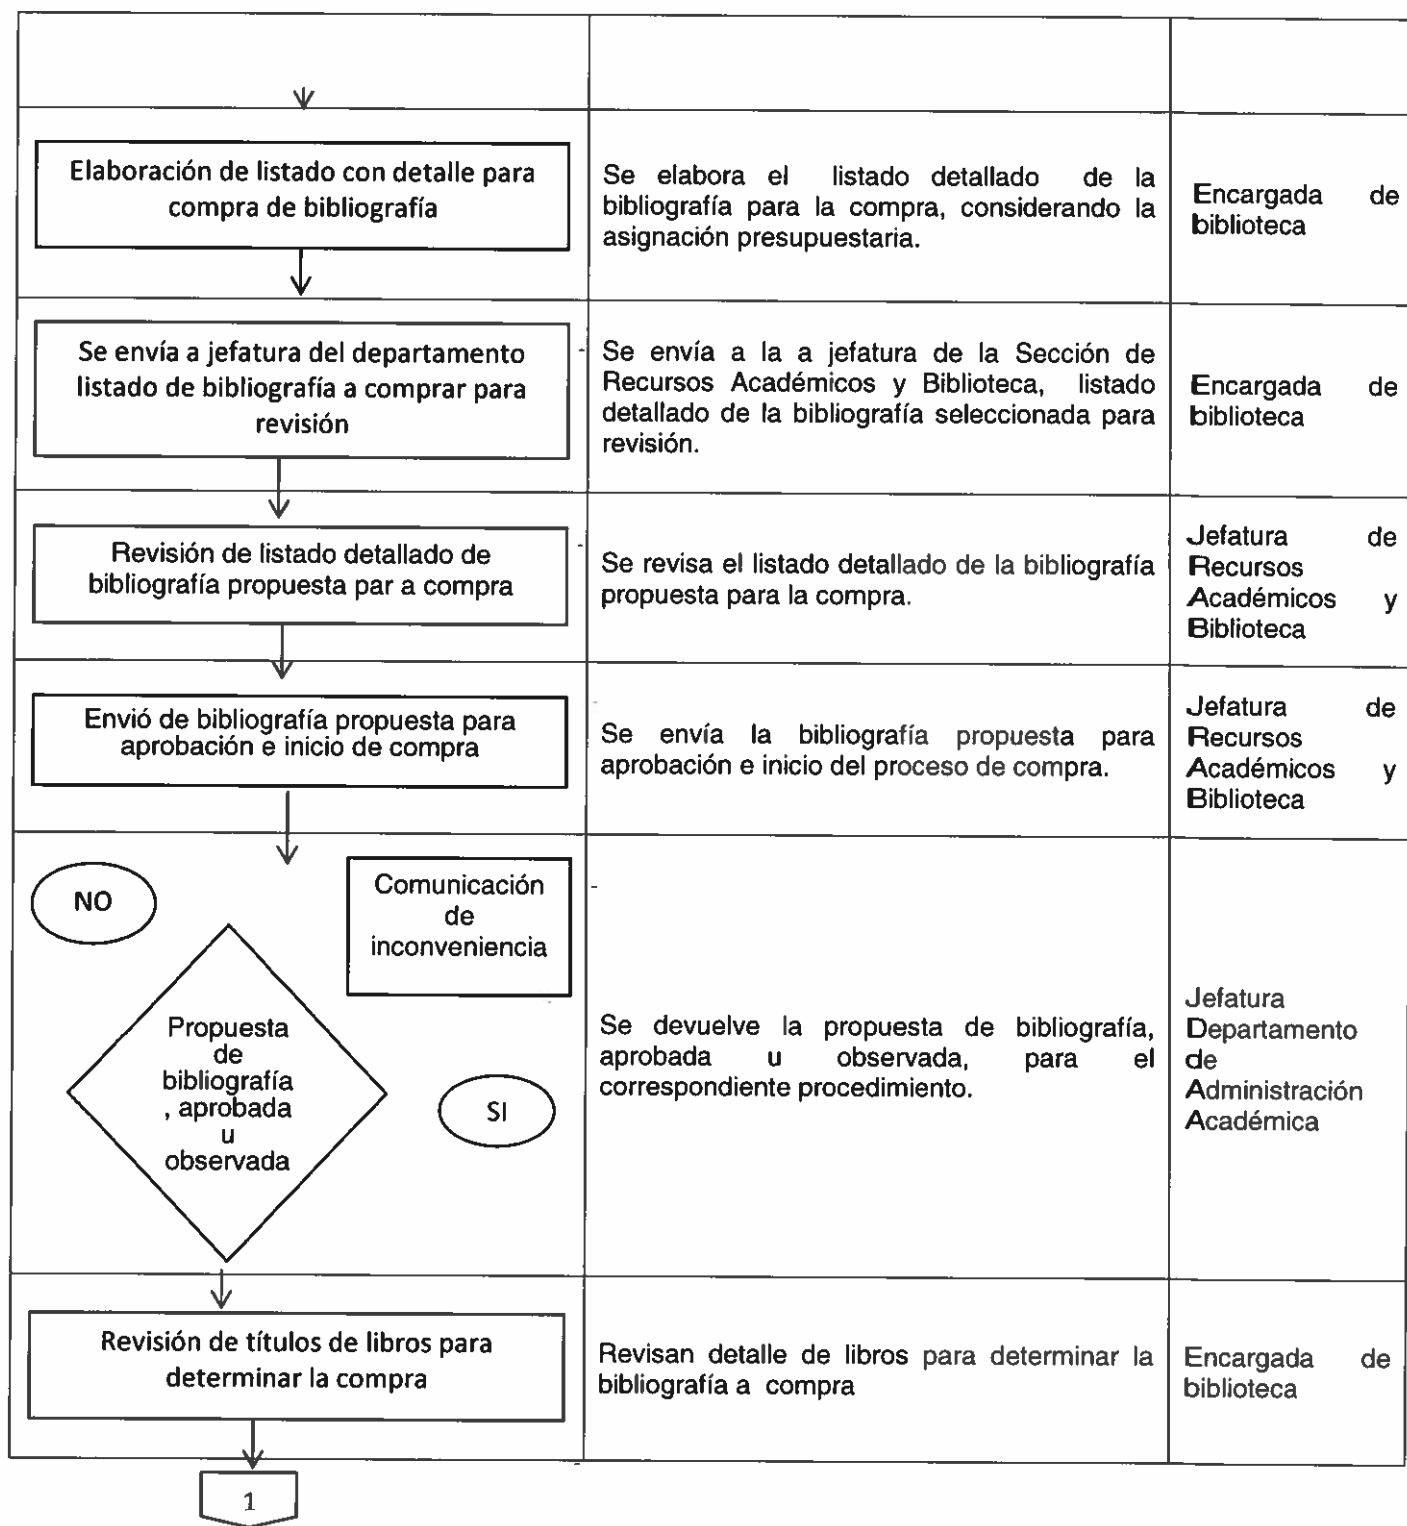 Elaboración de listado con detalle para
compra de bibliografía
Se elabora el listado detallado de la
bibliografía para la compra, considerando la
asignación presupuestaria.
Encargada de
biblioteca
Se envía a jefatura del departamento
listado de bibliografía a comprar para
revisión
Se envía a la a jefatura de la Sección de
Recursos Académicos y Biblioteca, listado
detallado de la bibliografía seleccionada para
revisión.
Encargada de
biblioteca
Revisión de listado detallado de
bibliografía propuesta par a compra
Se revisa el listado detallado de la bibliografía
propuesta para la compra.
Jefatura de
Recursos
Académicos y
Biblioteca
Envió de bibliografía propuesta para
aprobación e inicio de compra
Se envía la bibliografía propuesta para
aprobación e inicio del proceso de compra.
Jefatura de
Recursos
Académicos y
Biblioteca
NO
Comunicación
de
inconveniencia
Propuesta
de
bibliografía
, aprobada
u
observada
SI
Se devuelve la propuesta de bibliografía,
aprobada u observada, para el
correspondiente procedimiento.
Jefatura
Departamento
de
Administración
Académica
Revisión de títulos de libros para
determinar la compra
Revisan detalle de libros para determinar la
bibliografía a compra
Encargada de
biblioteca
1